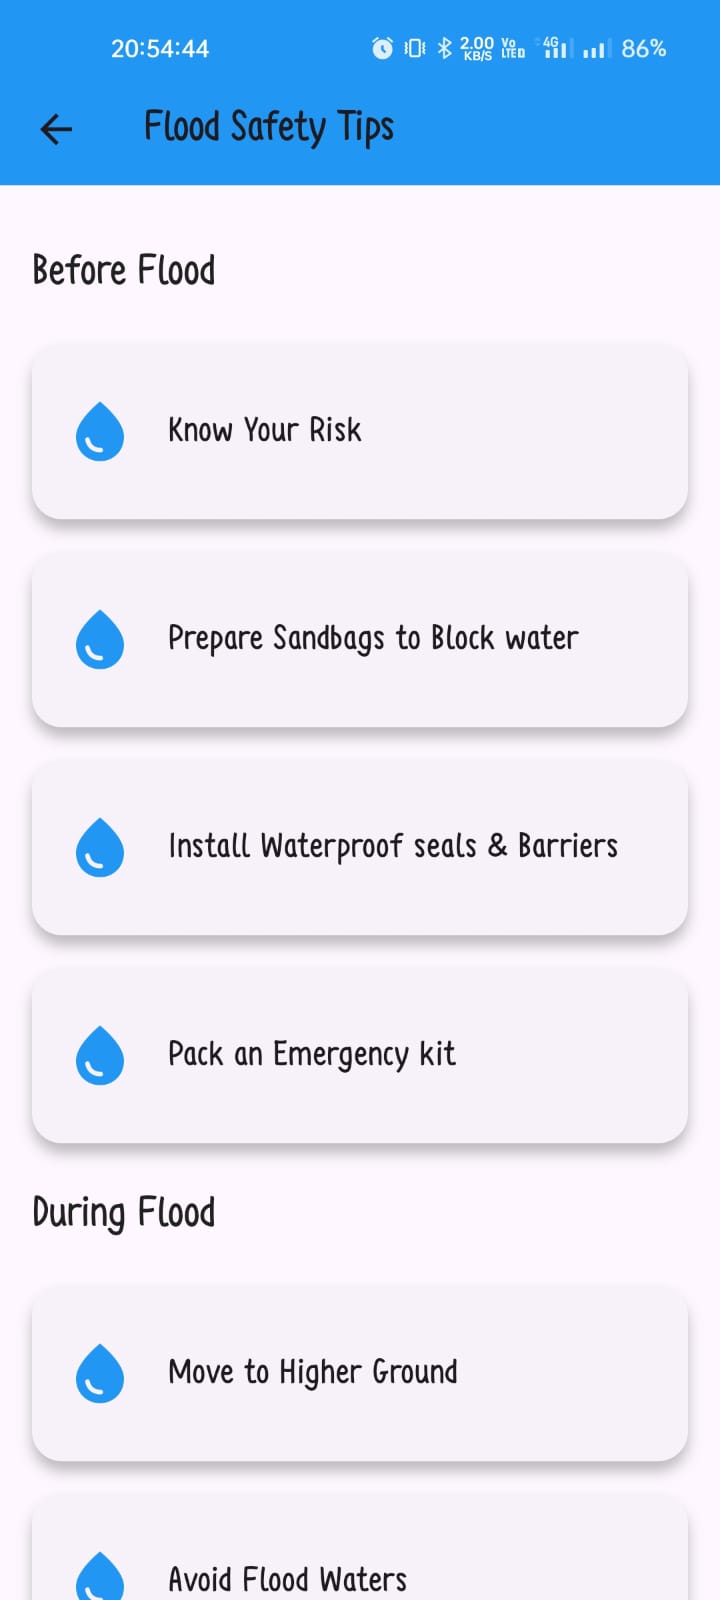 20:54:44 2.00 KB/S Vo LTE D 4G 86%
Flood Safety Tips
Before Flood
Know Your Risk
Prepare Sandbags to Block water
Install Waterproof seals & Barriers
Pack an Emergency kit
During Flood
Move to Higher Ground
Avoid Flood Waters